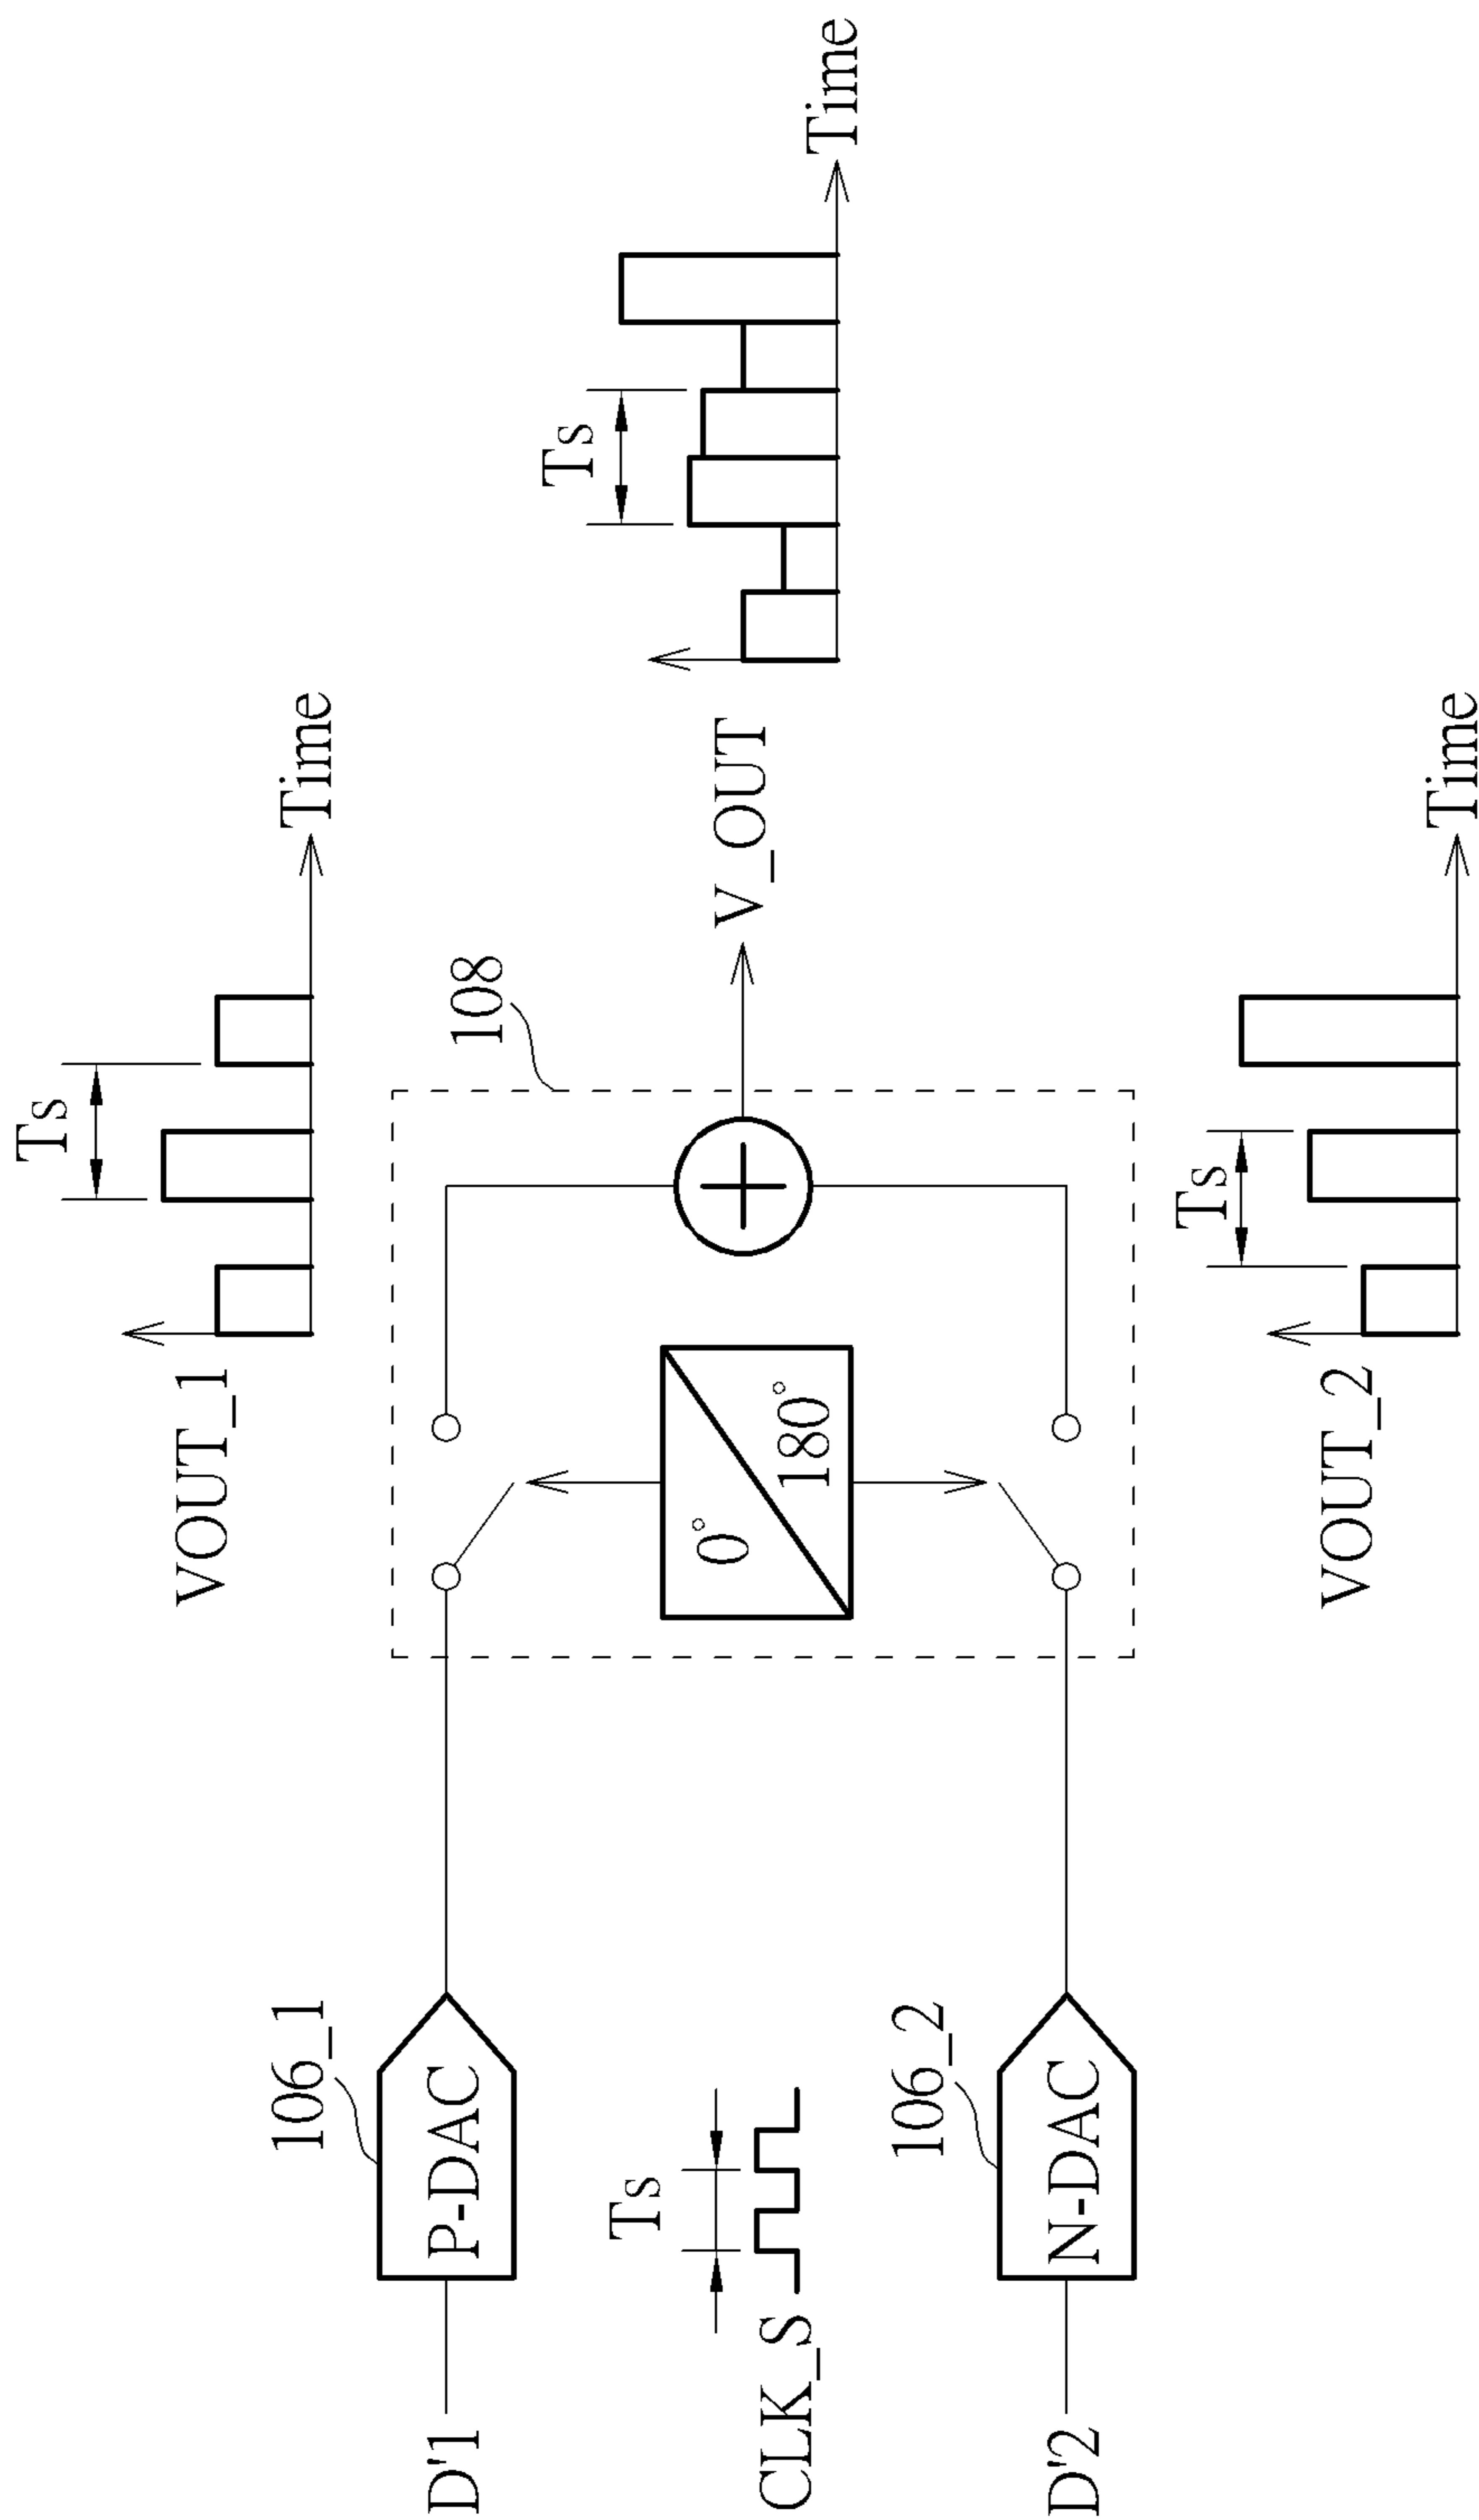 D'1
106_1
P-DAC
VOUT_1
Ts
Time
CLK_S
Ts
0°
180°
108
V_OUT
Ts
Time
D'2
106_2
N-DAC
VOUT_2
Ts
Time